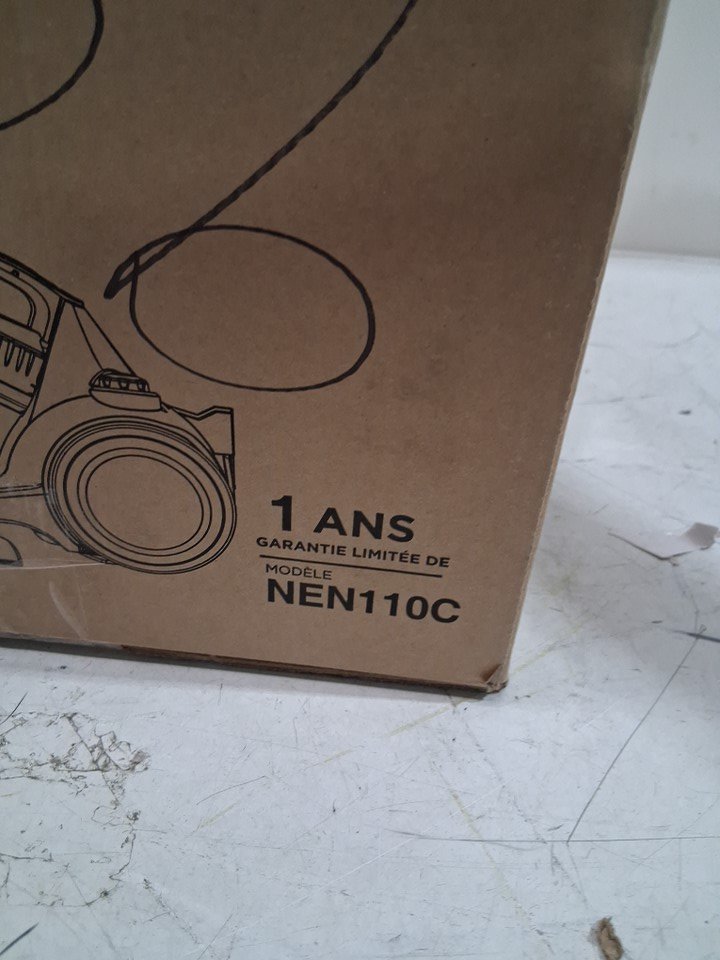 1 ANS
GARANTIE LIMITÉE DE
MODÈLE
NEN110C